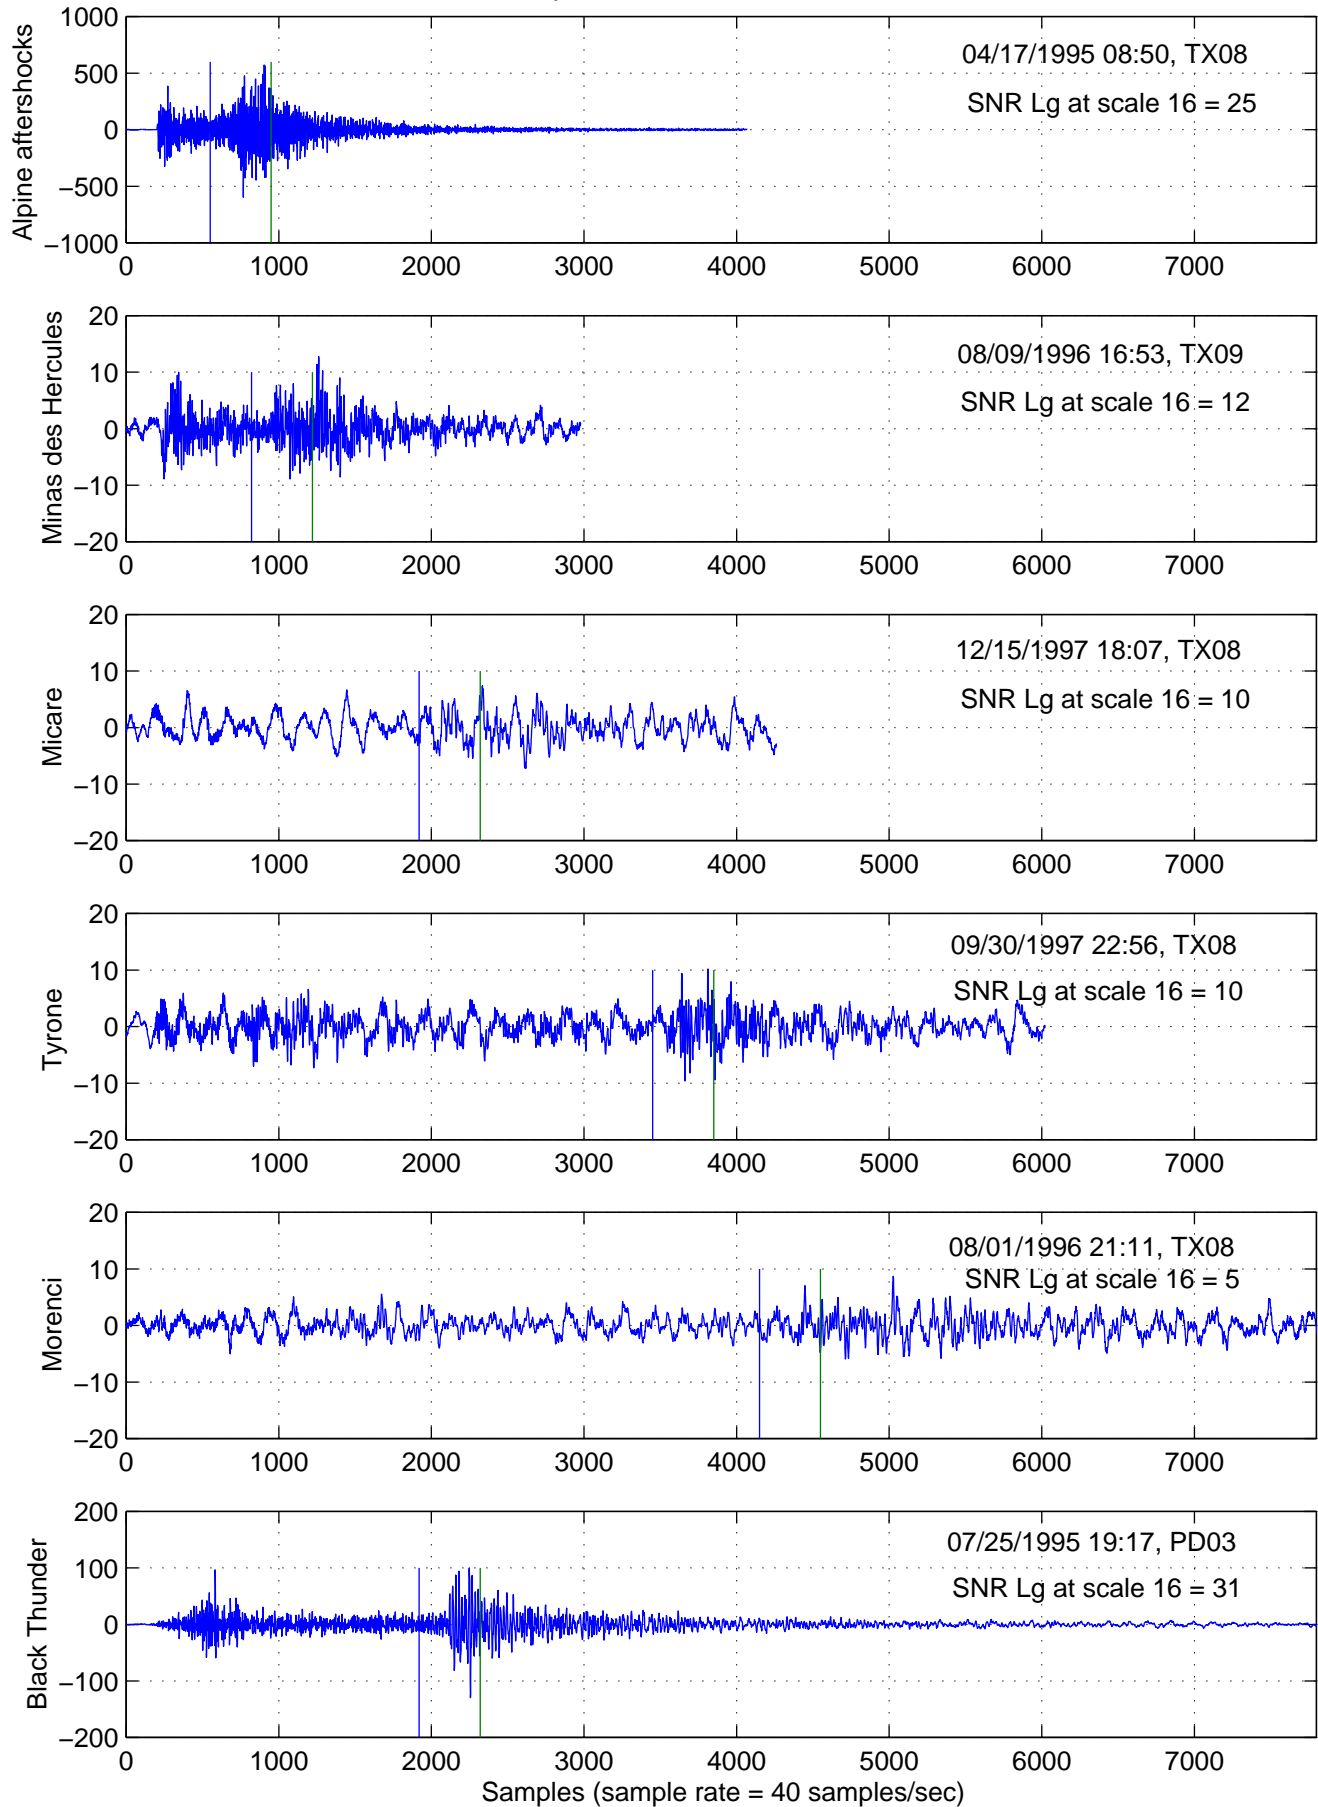 1000
500
0
−500
−1000
Alpine aftershocks
04/17/1995 08:50, TX08
SNR Lg at scale 16 = 25
0 1000 2000 3000 4000 5000 6000 7000
20
10
0
−10
−20
Minas des Hercules
08/09/1996 16:53, TX09
SNR Lg at scale 16 = 12
0 1000 2000 3000 4000 5000 6000 7000
20
10
0
−10
−20
Micare
12/15/1997 18:07, TX08
SNR Lg at scale 16 = 10
0 1000 2000 3000 4000 5000 6000 7000
20
10
0
−10
−20
Tyrone
09/30/1997 22:56, TX08
SNR Lg at scale 16 = 10
0 1000 2000 3000 4000 5000 6000 7000
20
10
0
−10
−20
Morenci
08/01/1996 21:11, TX08
SNR Lg at scale 16 = 5
0 1000 2000 3000 4000 5000 6000 7000
200
100
0
−100
−200
Black Thunder
07/25/1995 19:17, PD03
SNR Lg at scale 16 = 31
0 1000 2000 3000 4000 5000 6000 7000
Samples (sample rate = 40 samples/sec)